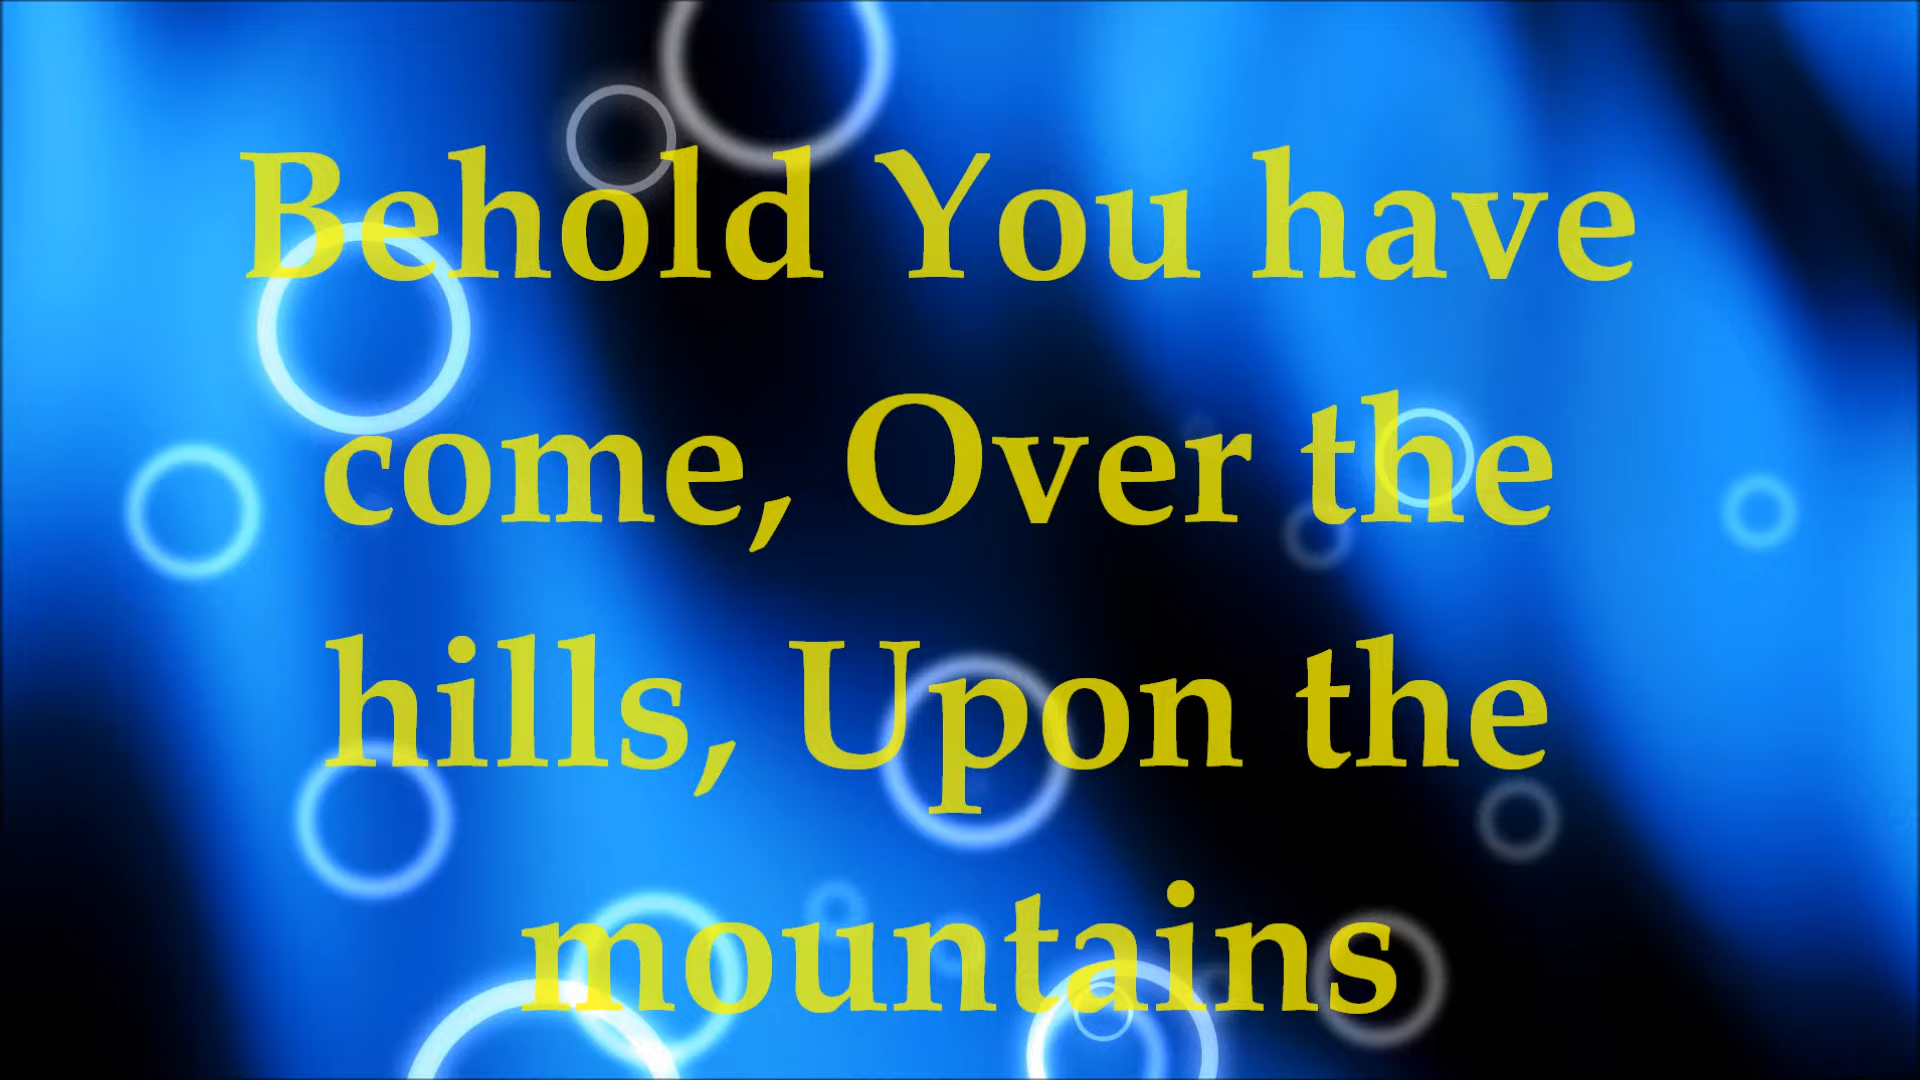 Behold You have
come, Over the
hills, Upon the
mountains